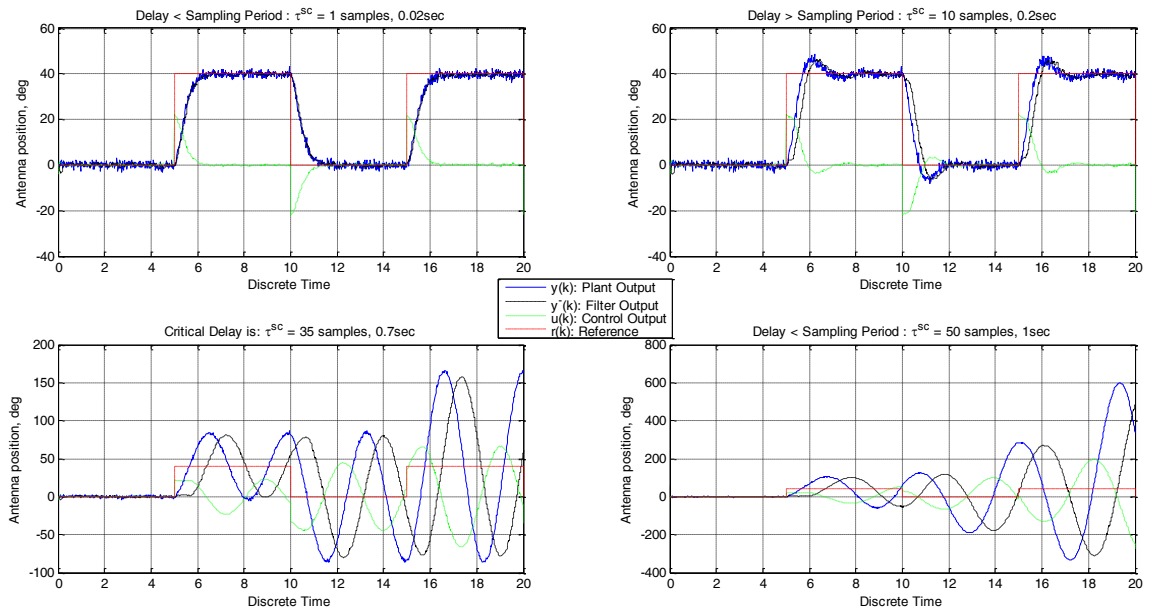 Delay < Sampling Period : τsc = 1 samples, 0.02sec
60
40
20
0
-20
-40
Antenna position, deg
0 2 4 6 8 10 12 14 16 18 20
Discrete Time
Delay > Sampling Period : τsc = 10 samples, 0.2sec
60
40
20
0
-20
-40
Antenna position, deg
0 2 4 6 8 10 12 14 16 18 20
Discrete Time
y(k): Plant Output
yˆ(k): Filter Output
u(k): Control Output
r(k): Reference
Critical Delay is: τsc = 35 samples, 0.7sec
200
150
100
50
0
-50
-100
Antenna position, deg
0 2 4 6 8 10 12 14 16 18 20
Discrete Time
Delay < Sampling Period : τsc = 50 samples, 1sec
800
600
400
200
0
-200
-400
Antenna position, deg
0 2 4 6 8 10 12 14 16 18 20
Discrete Time